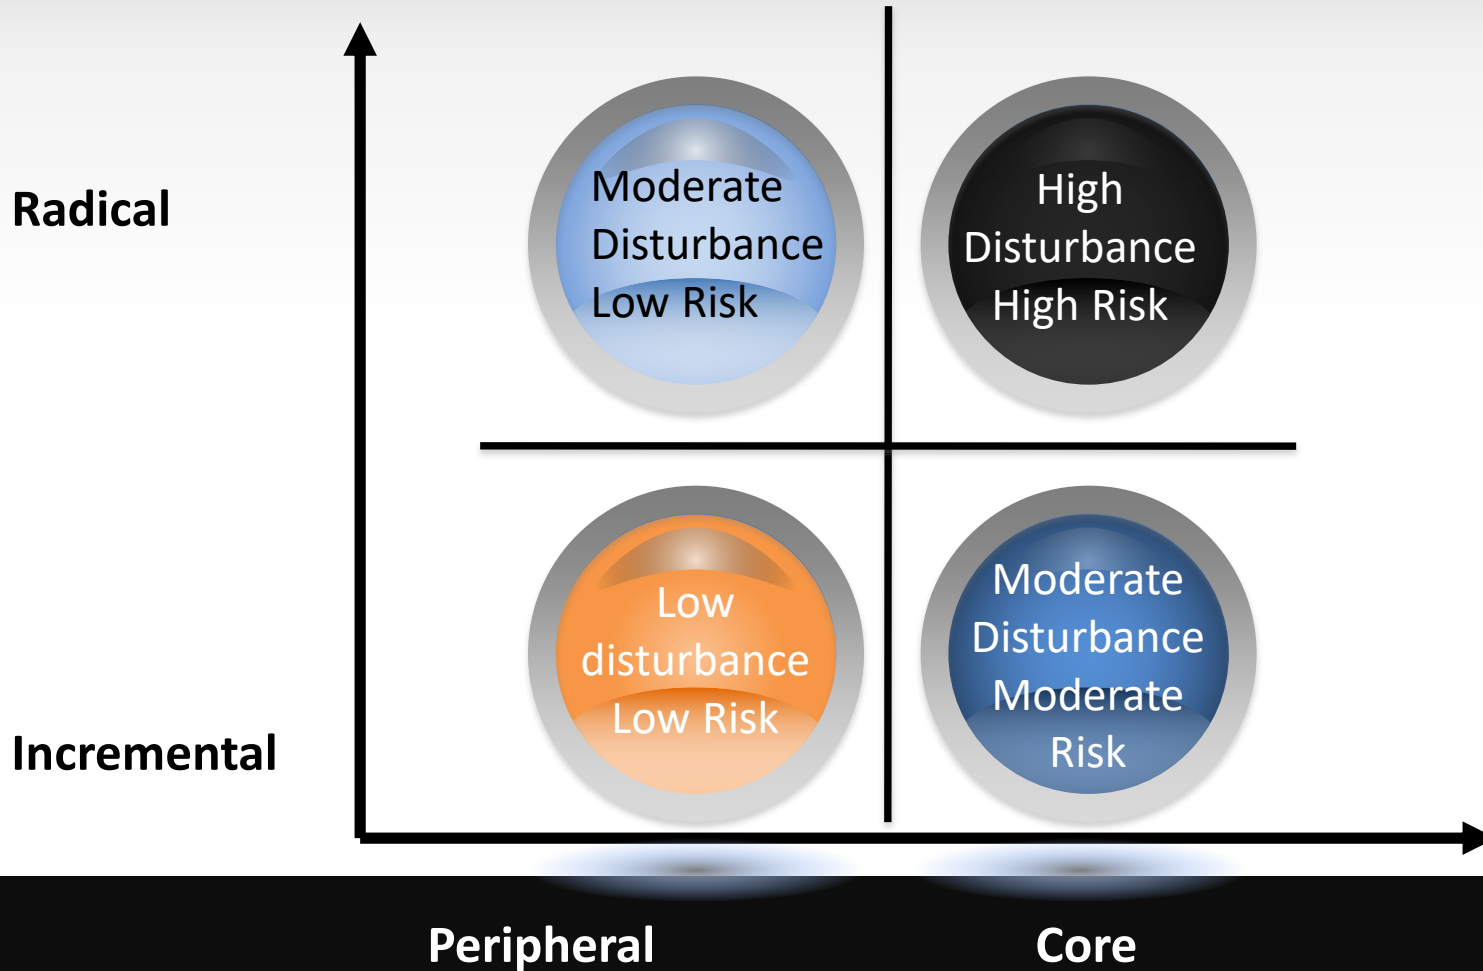 Radical
Moderate
Disturbance
Low Risk
High
Disturbance
High Risk
Incremental
Low
disturbance
Low Risk
Moderate
Disturbance
Moderate
Risk
Peripheral
Core